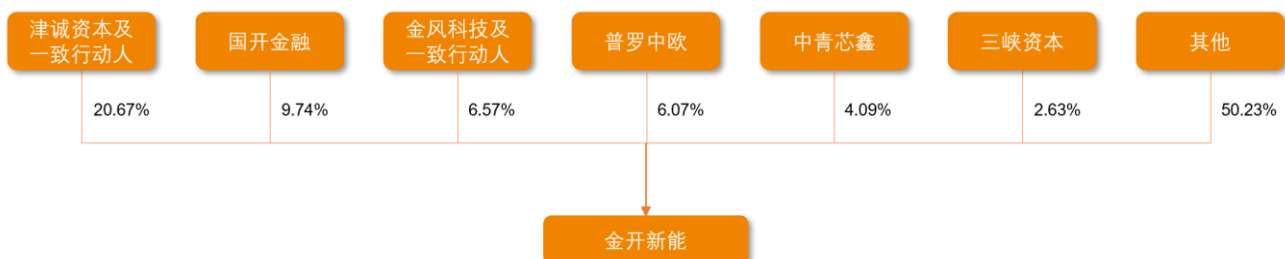 津诚资本及
一致行动人
国开金融
金风科技及
一致行动人
普罗中欧
中青芯鑫
三峡资本
其他
20.67%
9.74%
6.57%
6.07%
4.09%
2.63%
50.23%
金开新能